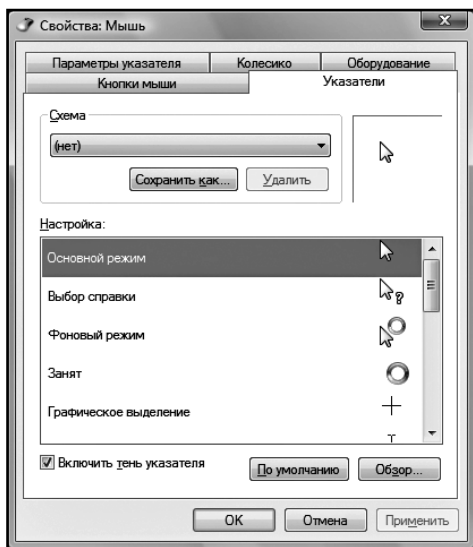 Свойства: Мышь
Параметры указателя Колесико Оборудование
Кнопки мыши Указатели
Схема
(нет)
Сохранить как... Удалить
Настройка:
Основной режим
Выбор справки
Фоновый режим
Занят
Графическое выделение
Включить тень указателя По умолчанию Обзор...
OK Отмена Применить